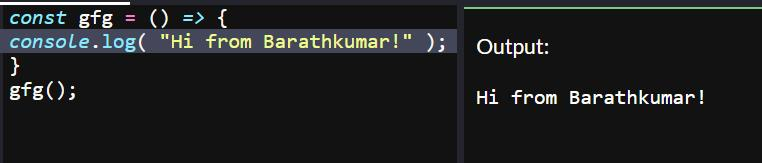 const gfg = () => {
console.log( "Hi from Barathkumar!" );
}
gfg();
Output:
Hi from Barathkumar!